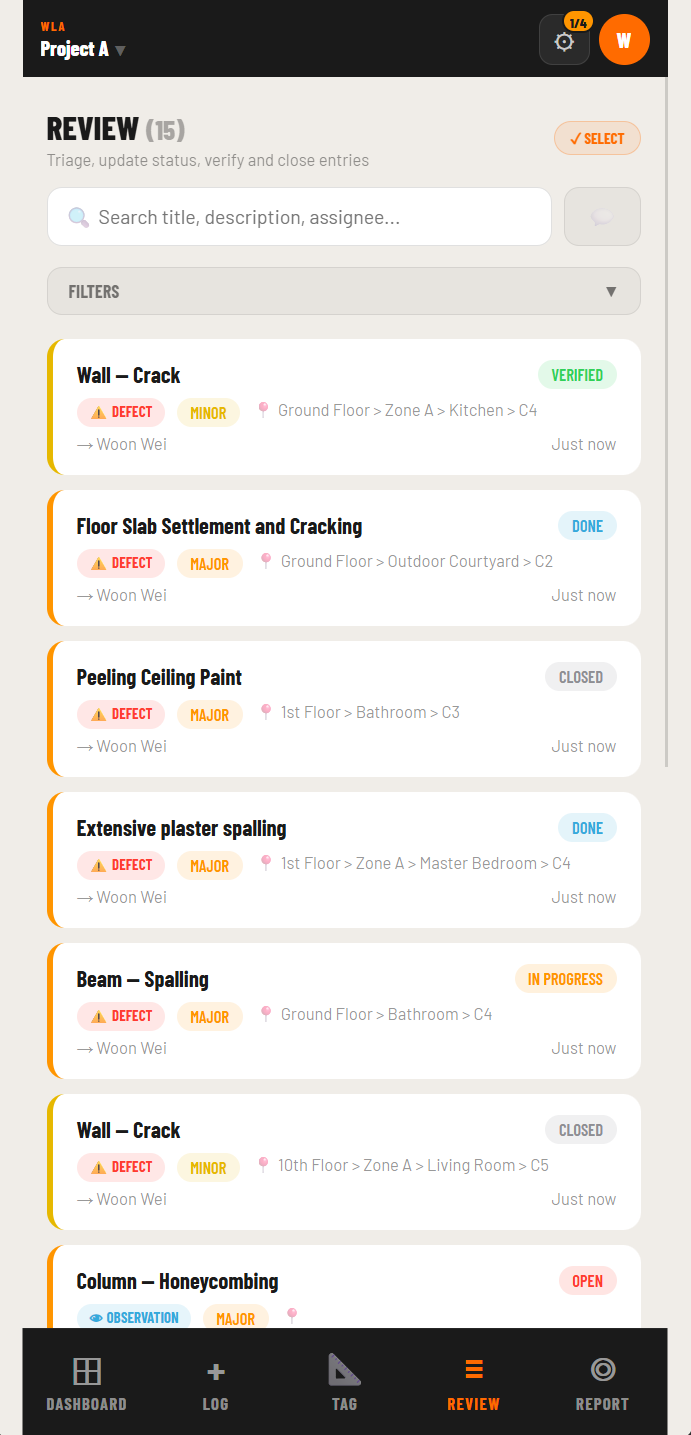 WLA
Project A ▼
1/4
W
REVIEW (15)
✓ SELECT
Triage, update status, verify and close entries
Search title, description, assignee...
FILTERS ▼
Wall — Crack VERIFIED
DEFECT MINOR Ground Floor > Zone A > Kitchen > C4
→ Woon Wei Just now
Floor Slab Settlement and Cracking DONE
DEFECT MAJOR Ground Floor > Outdoor Courtyard > C2
→ Woon Wei Just now
Peeling Ceiling Paint CLOSED
DEFECT MAJOR 1st Floor > Bathroom > C3
→ Woon Wei Just now
Extensive plaster spalling DONE
DEFECT MAJOR 1st Floor > Zone A > Master Bedroom > C4
→ Woon Wei Just now
Beam — Spalling IN PROGRESS
DEFECT MAJOR Ground Floor > Bathroom > C4
→ Woon Wei Just now
Wall — Crack CLOSED
DEFECT MINOR 10th Floor > Zone A > Living Room > C5
→ Woon Wei Just now
Column — Honeycombing OPEN
OBSERVATION MAJOR
DASHBOARD LOG TAG REVIEW REPORT